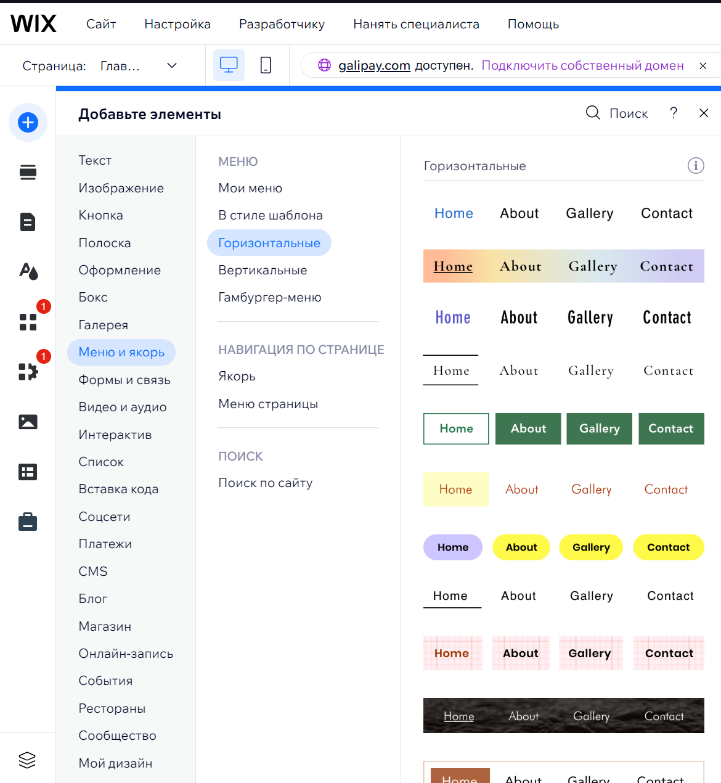 WIX Сайт Настройка Разработчику Нанять специалиста Помощь
Страница: Глав... galipay.com доступен. Подключить собственный домен
Добавьте элементы Поиск ?
Текст
Изображение
Кнопка
Полоска
Оформление
Бокс
Галерея
Меню и якорь
Формы и связь
Видео и аудио
Интерактив
Список
Вставка кода
Соцсети
Платежи
CMS
Блог
Магазин
Онлайн-запись
События
Рестораны
Сообщество
Мой дизайн
1
1
МЕНЮ
Мои меню
В стиле шаблона
Горизонтальные
Вертикальные
Гамбургер-меню
НАВИГАЦИЯ ПО СТРАНИЦЕ
Якорь
Меню страницы
ПОИСК
Поиск по сайту
Горизонтальные
Home About Gallery Contact
Home About Gallery Contact
Home About Gallery Contact
Home About Gallery Contact
Home About Gallery Contact
Home About Gallery Contact
Home About Gallery Contact
Home About Gallery Contact
Home About Gallery Contact
Home About Gallery Contact
Home About Gallery Contact